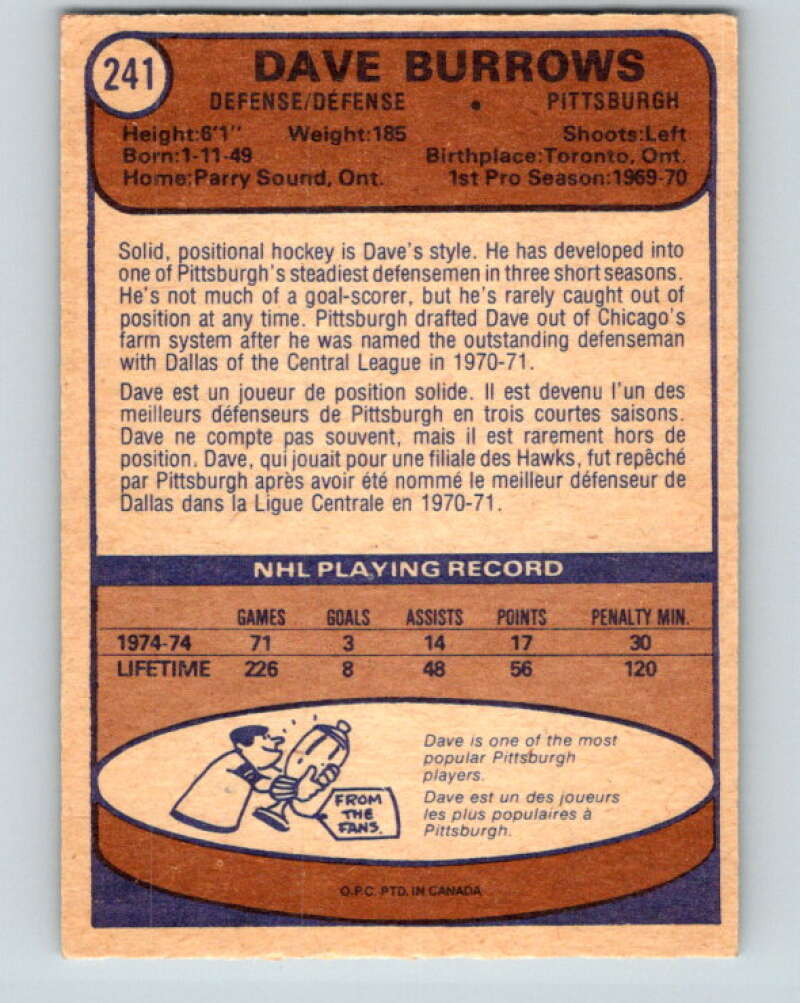 241
DAVE BURROWS
DEFENSE/DÉFENSE • PITTSBURGH
Height:6'1" Weight:185 Shoots:Left
Born:1-11-49 Birthplace:Toronto, Ont.
Home:Parry Sound, Ont. 1st Pro Season:1969-70
Solid, positional hockey is Dave's style. He has developed into
one of Pittsburgh's steadiest defensemen in three short seasons.
He's not much of a goal-scorer, but he's rarely caught out of
position at any time. Pittsburgh drafted Dave out of Chicago's
farm system after he was named the outstanding defenseman
with Dallas of the Central League in 1970-71.
Dave est un joueur de position solide. Il est devenu l'un des
meilleurs défenseurs de Pittsburgh en trois courtes saisons.
Dave ne compte pas souvent, mais il est rarement hors de
position. Dave, qui jouait pour une filiale des Hawks, fut repêché
par Pittsburgh après avoir été nommé le meilleur défenseur de
Dallas dans la Ligue Centrale en 1970-71.
NHL PLAYING RECORD
GAMES GOALS ASSISTS POINTS PENALTY MIN.
1974-74 71 3 14 17 30
LIFETIME 226 8 48 56 120
Dave is one of the most
popular Pittsburgh
players.
Dave est un des joueurs
les plus populaires à
Pittsburgh.
FROM
THE
FANS.
O.P.C. PTD. IN CANADA